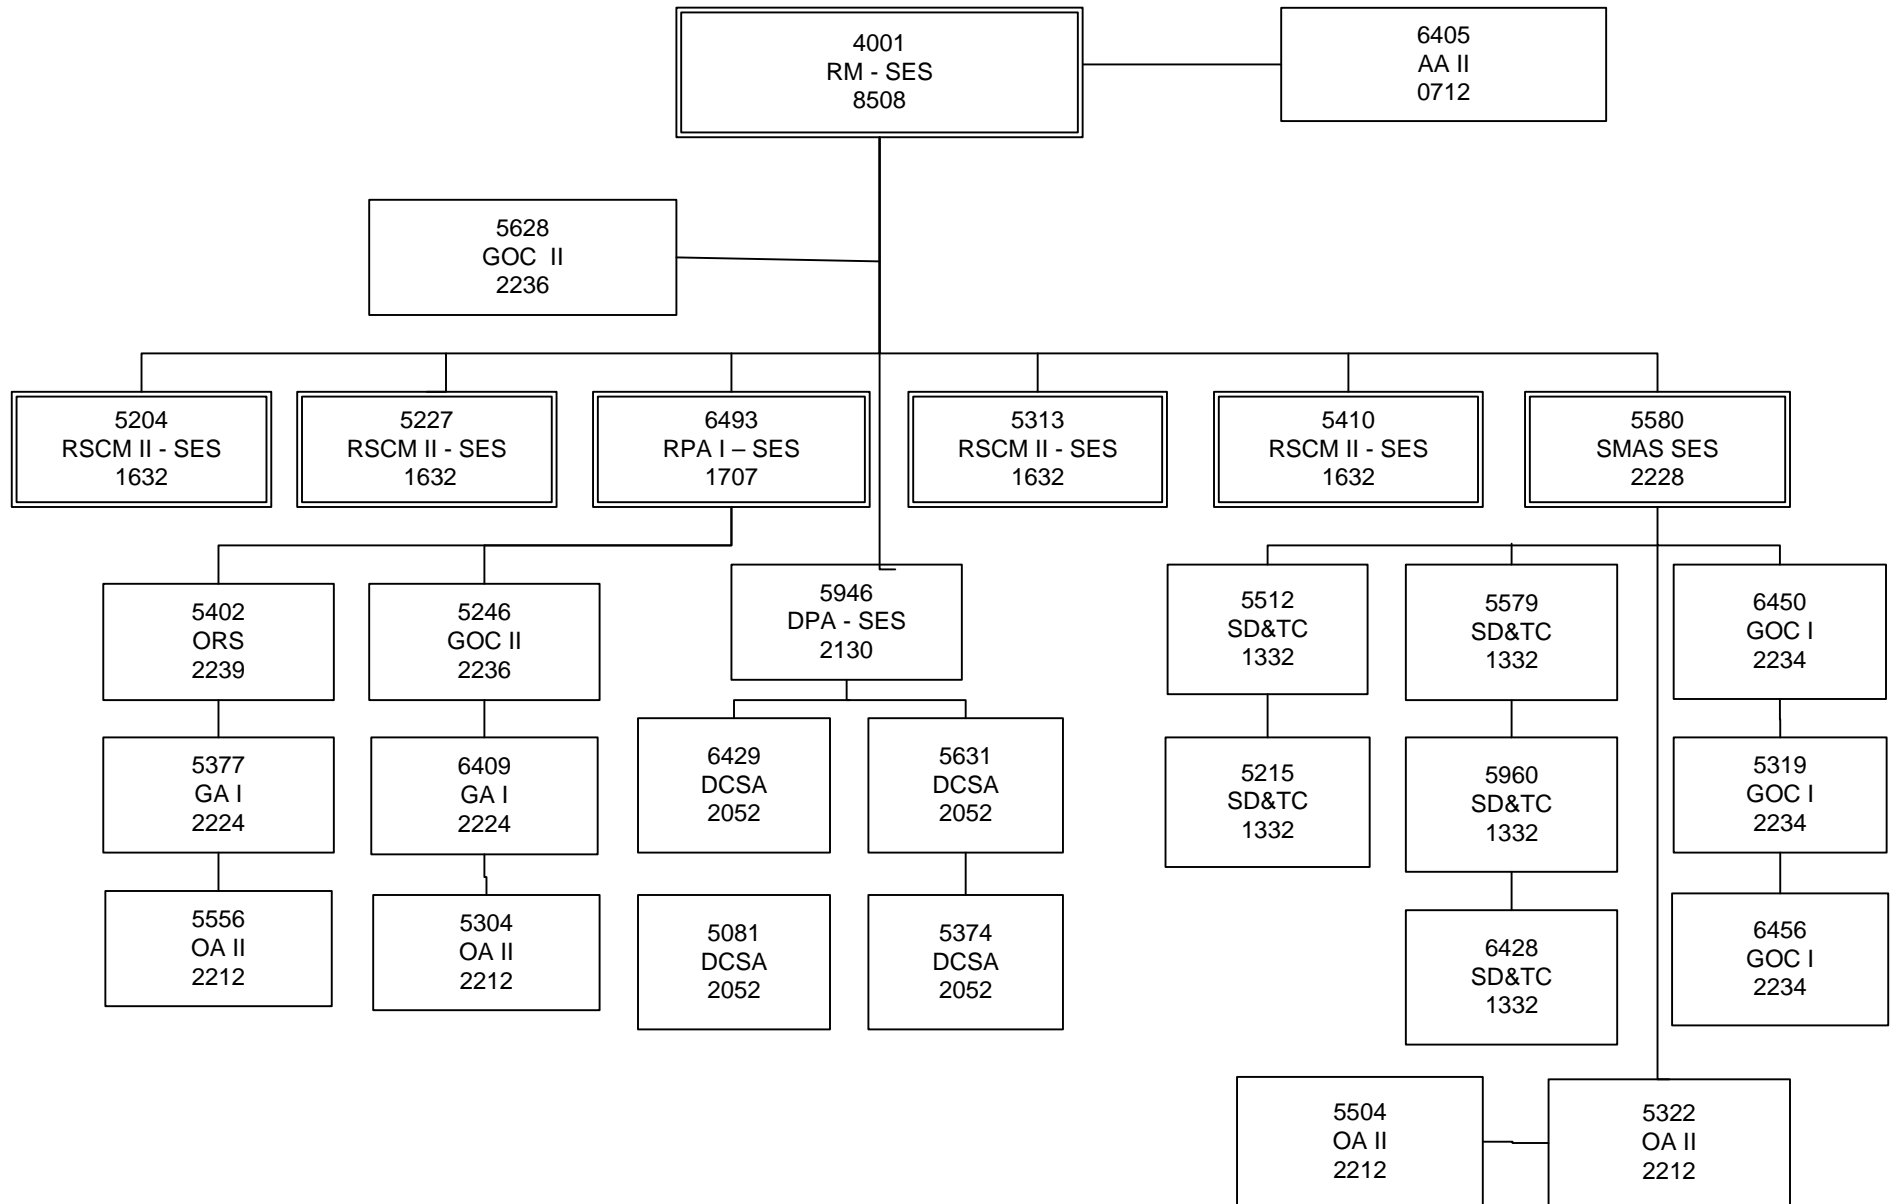 4001
RM - SES
8508
6405
AA II
0712
5628
GOC II
2236
5204
RSCM II - SES
1632
5227
RSCM II - SES
1632
6493
RPA I – SES
1707
5313
RSCM II - SES
1632
5410
RSCM II - SES
1632
5580
SMAS SES
2228
5402
ORS
2239
5246
GOC II
2236
5946
DPA - SES
2130
5512
SD&TC
1332
5579
SD&TC
1332
6450
GOC I
2234
5377
GA I
2224
6409
GA I
2224
6429
DCSA
2052
5631
DCSA
2052
5215
SD&TC
1332
5960
SD&TC
1332
5319
GOC I
2234
5556
OA II
2212
5304
OA II
2212
5081
DCSA
2052
5374
DCSA
2052
6428
SD&TC
1332
6456
GOC I
2234
5504
OA II
2212
5322
OA II
2212